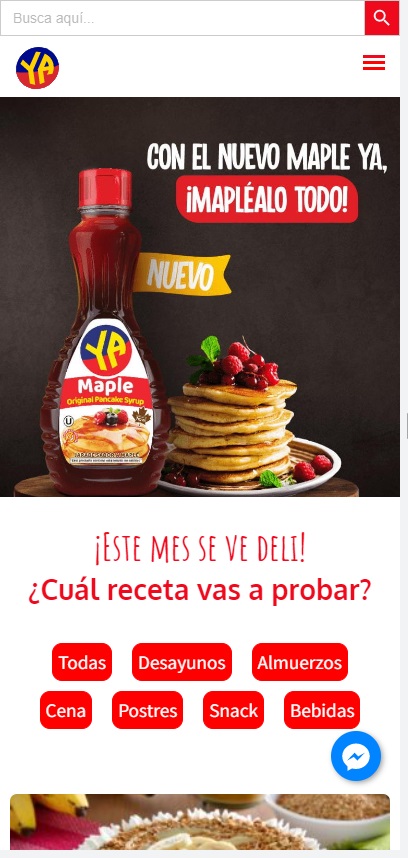 Busca aquí...
YA
CON EL NUEVO MAPLE YA,
¡MAPLÉALO TODO!
NUEVO
YA
Maple
Original Pancake Syrup
U
¡Este mes se ve deli!
¿Cuál receta vas a probar?
Todas
Desayunos
Almuerzos
Cena
Postres
Snack
Bebidas